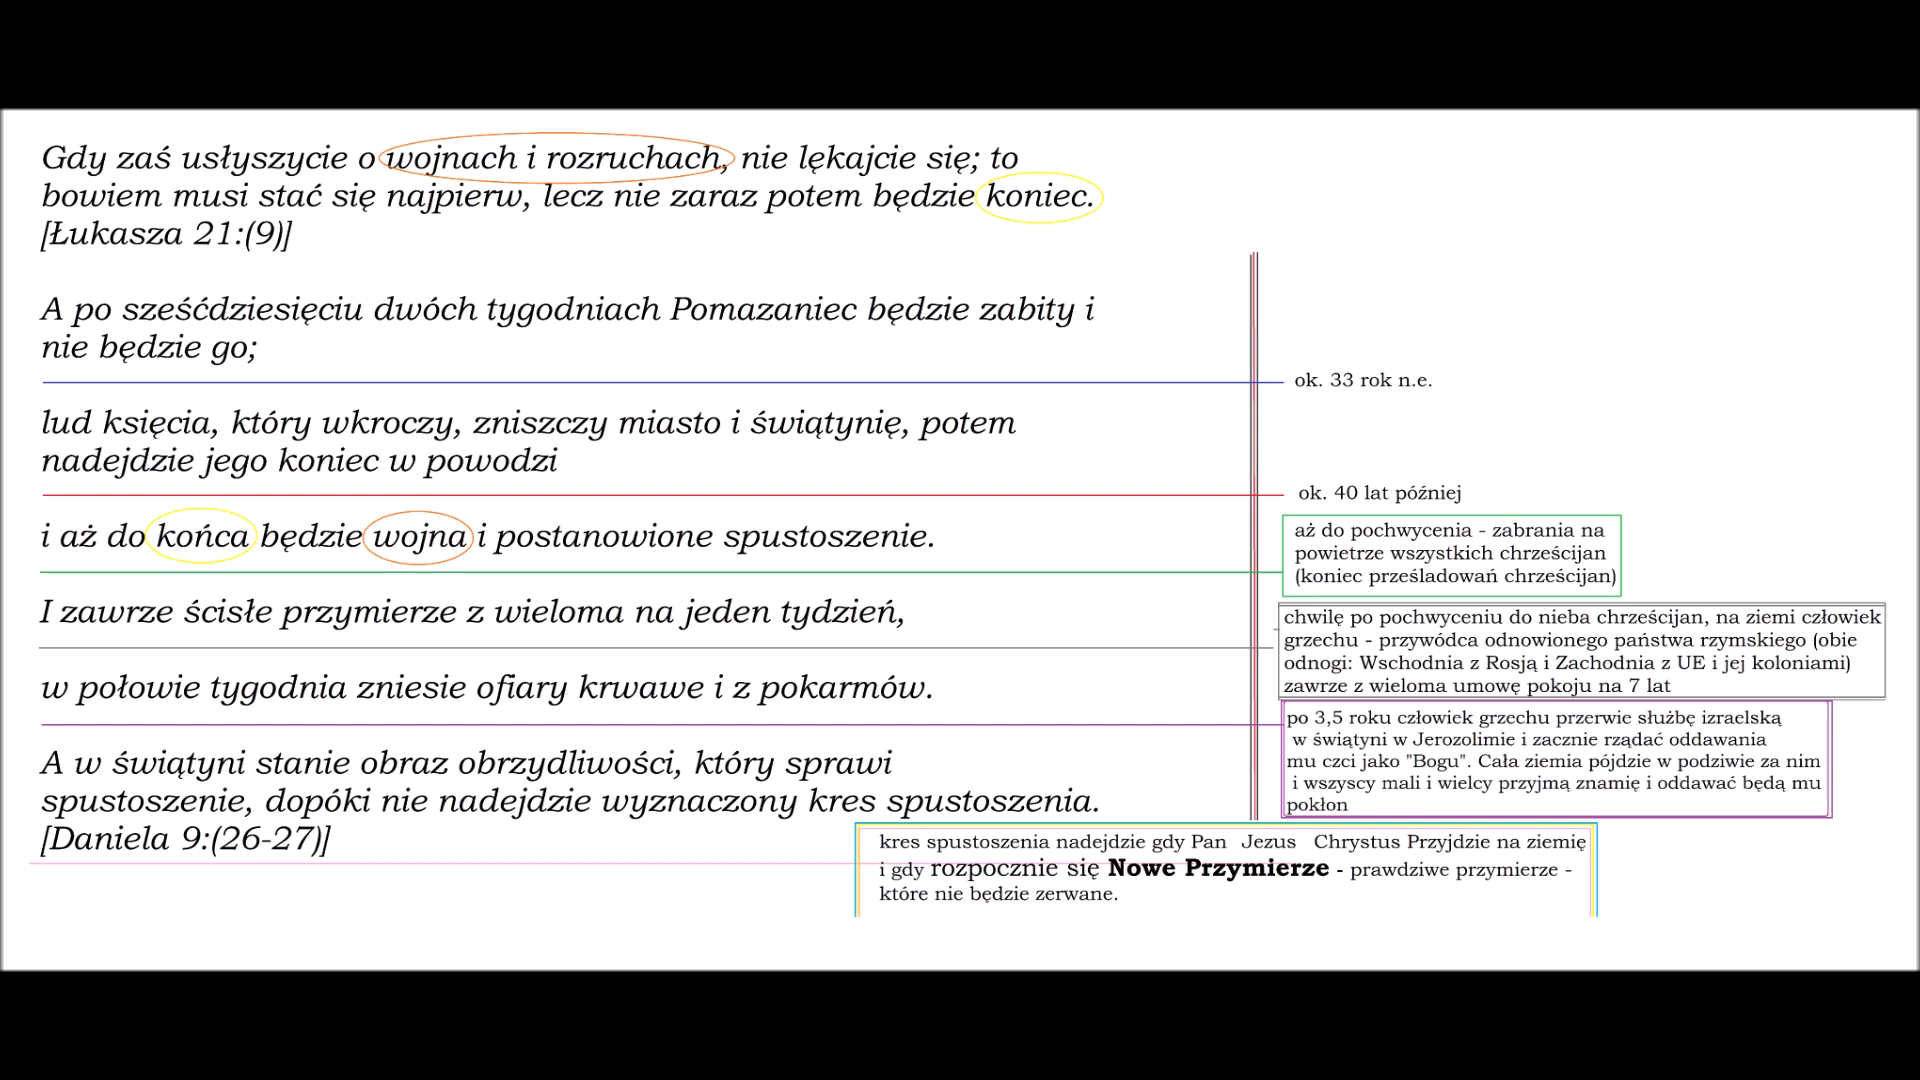 Gdy zaś usłyszycie o wojnach i rozruchach, nie lękajcie się; to
bowiem musi stać się najpierw, lecz nie zaraz potem będzie koniec.
[Łukasza 21:(9)]
A po sześćdziesięciu dwóch tygodniach Pomazaniec będzie zabity i
nie będzie go;
ok. 33 rok n.e.
lud księcia, który wkroczy, zniszczy miasto i świątynię, potem
nadejdzie jego koniec w powodzi
ok. 40 lat później
i aż do końca będzie wojna i postanowione spustoszenie.
aż do pochwycenia - zabrania na
powietrze wszystkich chrześcijan
(koniec prześladowań chrześcijan)
I zawrze ścisłe przymierze z wieloma na jeden tydzień,
chwilę po pochwyceniu do nieba chrześcijan, na ziemi człowiek
grzechu - przywódca odnowionego państwa rzymskiego (obie
odnogi: Wschodnia z Rosją i Zachodnia z UE i jej koloniami)
zawrze z wieloma umowę pokoju na 7 lat
w połowie tygodnia zniesie ofiary krwawe i z pokarmów.
po 3,5 roku człowiek grzechu przerwie służbę izraelską
w świątyni w Jerozolimie i zacznie rządać oddawania
mu czci jako "Bogu". Cała ziemia pójdzie w podziwie za nim
i wszyscy mali i wielcy przyjmą znamię i oddawać będą mu
pokłon
A w świątyni stanie obraz obrzydliwości, który sprawi
spustoszenie, dopóki nie nadejdzie wyznaczony kres spustoszenia.
[Daniela 9:(26-27)]
kres spustoszenia nadejdzie gdy Pan Jezus Chrystus Przyjdzie na ziemię
i gdy rozpocznie się Nowe Przymierze - prawdziwe przymierze -
które nie będzie zerwane.